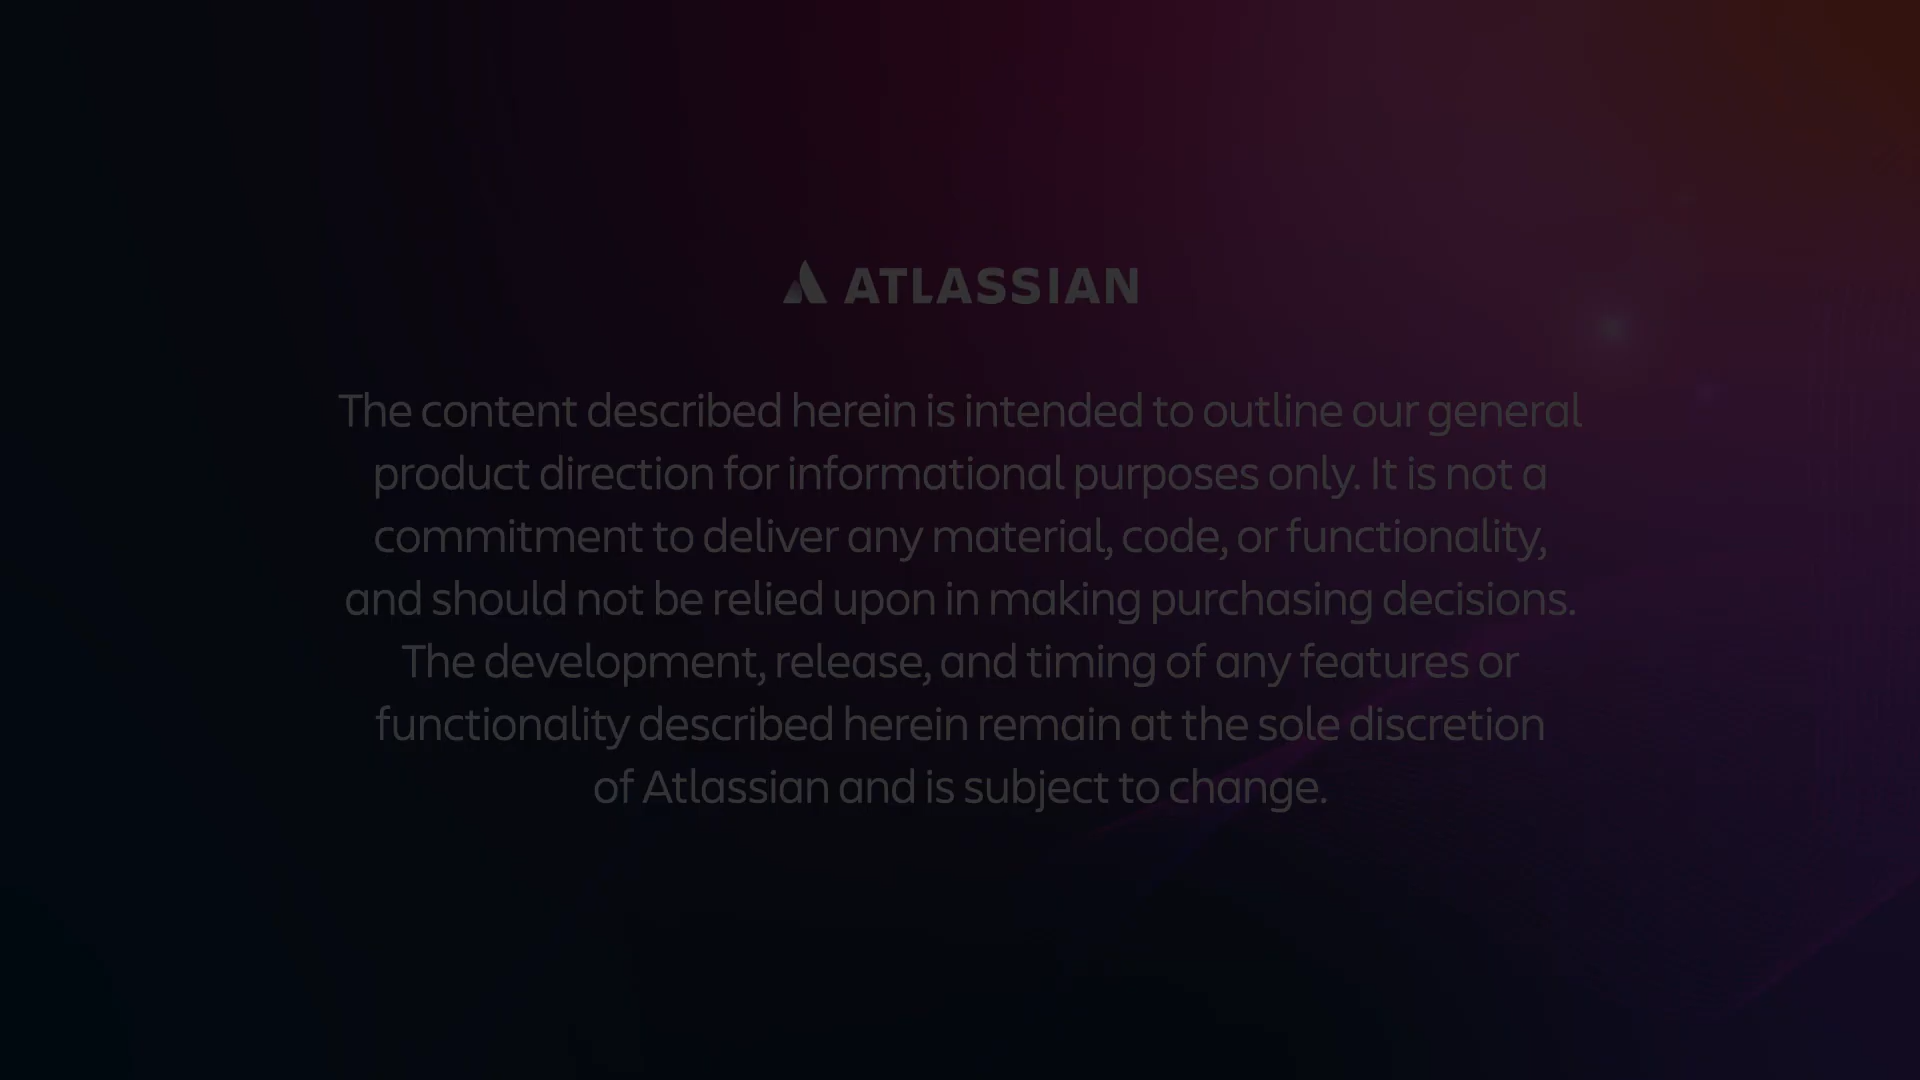 ATLASSIAN
The content described herein is intended to outline our general
product direction for informational purposes only. It is not a
commitment to deliver any material, code, or functionality,
and should not be relied upon in making purchasing decisions.
The development, release, and timing of any features or
functionality described herein remain at the sole discretion
of Atlassian and is subject to change.